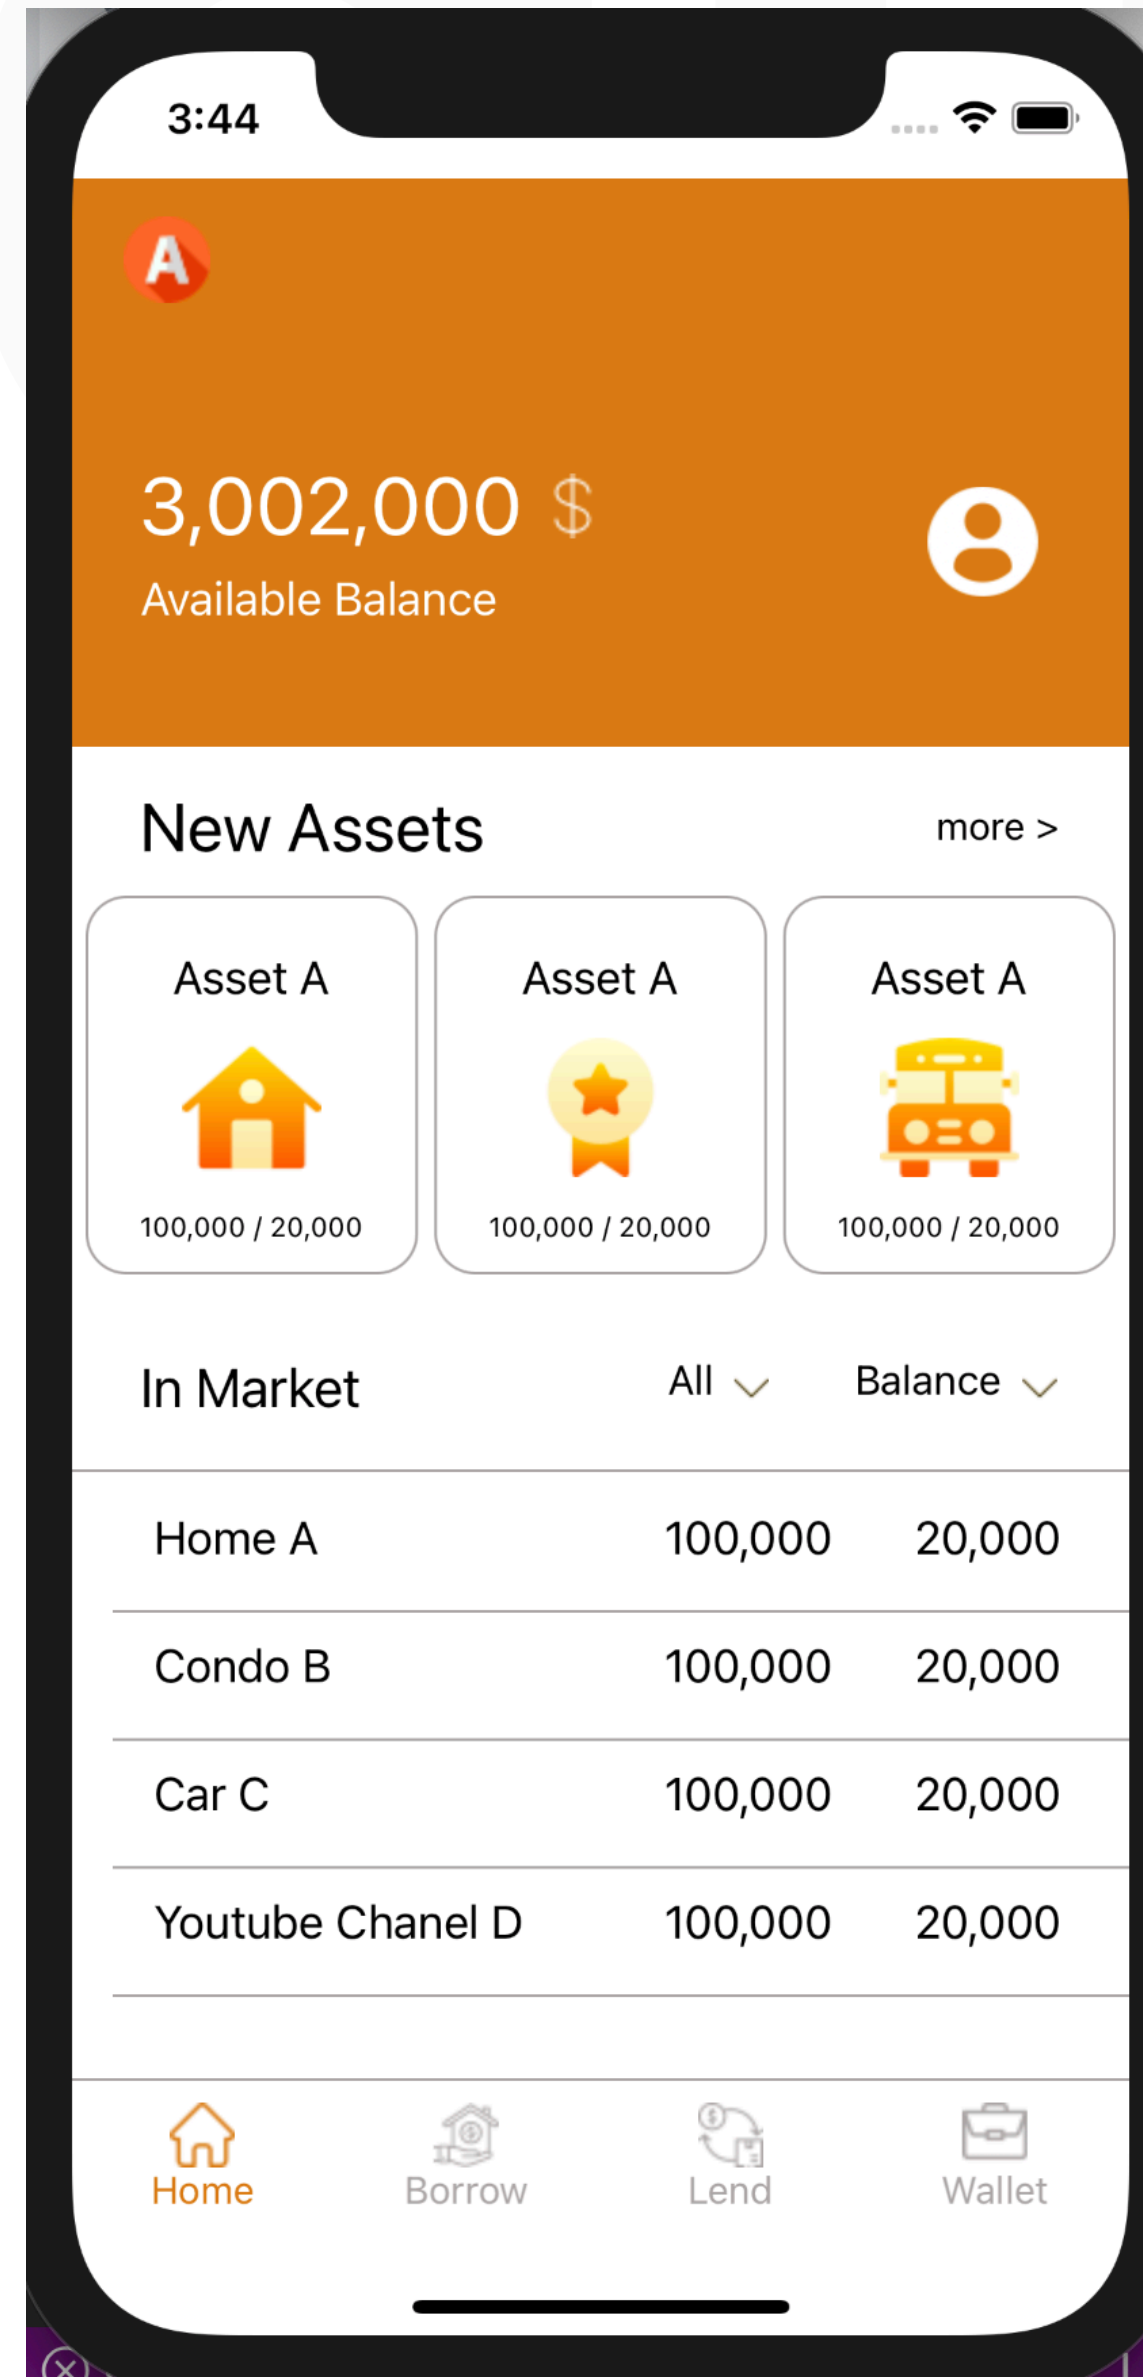 3:44
A
3,002,000 $
Available Balance
New Assets
more >
Asset A
Asset A
Asset A
100,000 / 20,000
100,000 / 20,000
100,000 / 20,000
In Market
All
Balance
Home A 100,000 20,000
Condo B 100,000 20,000
Car C 100,000 20,000
Youtube Chanel D 100,000 20,000
Home
Borrow
Lend
Wallet